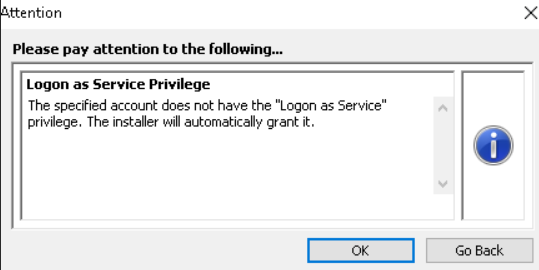 Attention
Please pay attention to the following...
Logon as Service Privilege
The specified account does not have the "Logon as Service"
privilege. The installer will automatically grant it.
OK
Go Back